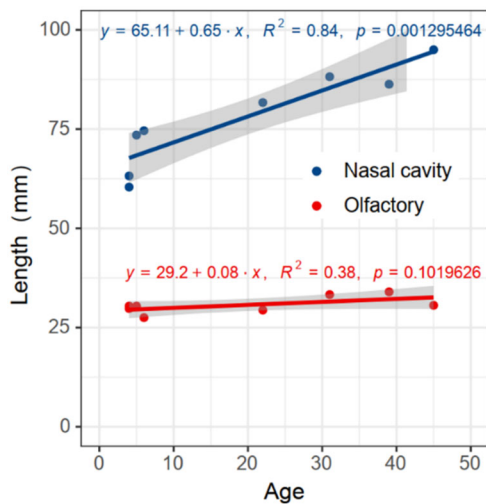 y = 65.11 + 0.65 · x, R² = 0.84, p = 0.001295464
100
75
Nasal cavity
Olfactory
50
y = 29.2 + 0.08 · x, R² = 0.38, p = 0.1019626
25
0
Length (mm)
0 10 20 30 40 50
Age